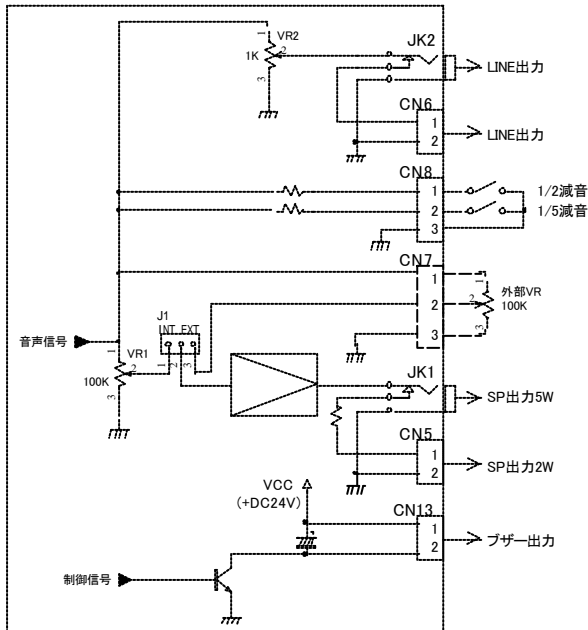 1
VR2
2
1K
3
JK2
LINE出力
CN6
1
2
LINE出力
CN8
1
2
3
1/2減音
1/5減音
CN7
1
2
3
1
2
3
外部VR
100K
音声信号
J1
INT EXT
1
2
3
1
VR1
2
100K
3
JK1
SP出力5W
CN5
1
2
SP出力2W
VCC
(+DC24V)
CN13
1
2
ブザー出力
制御信号